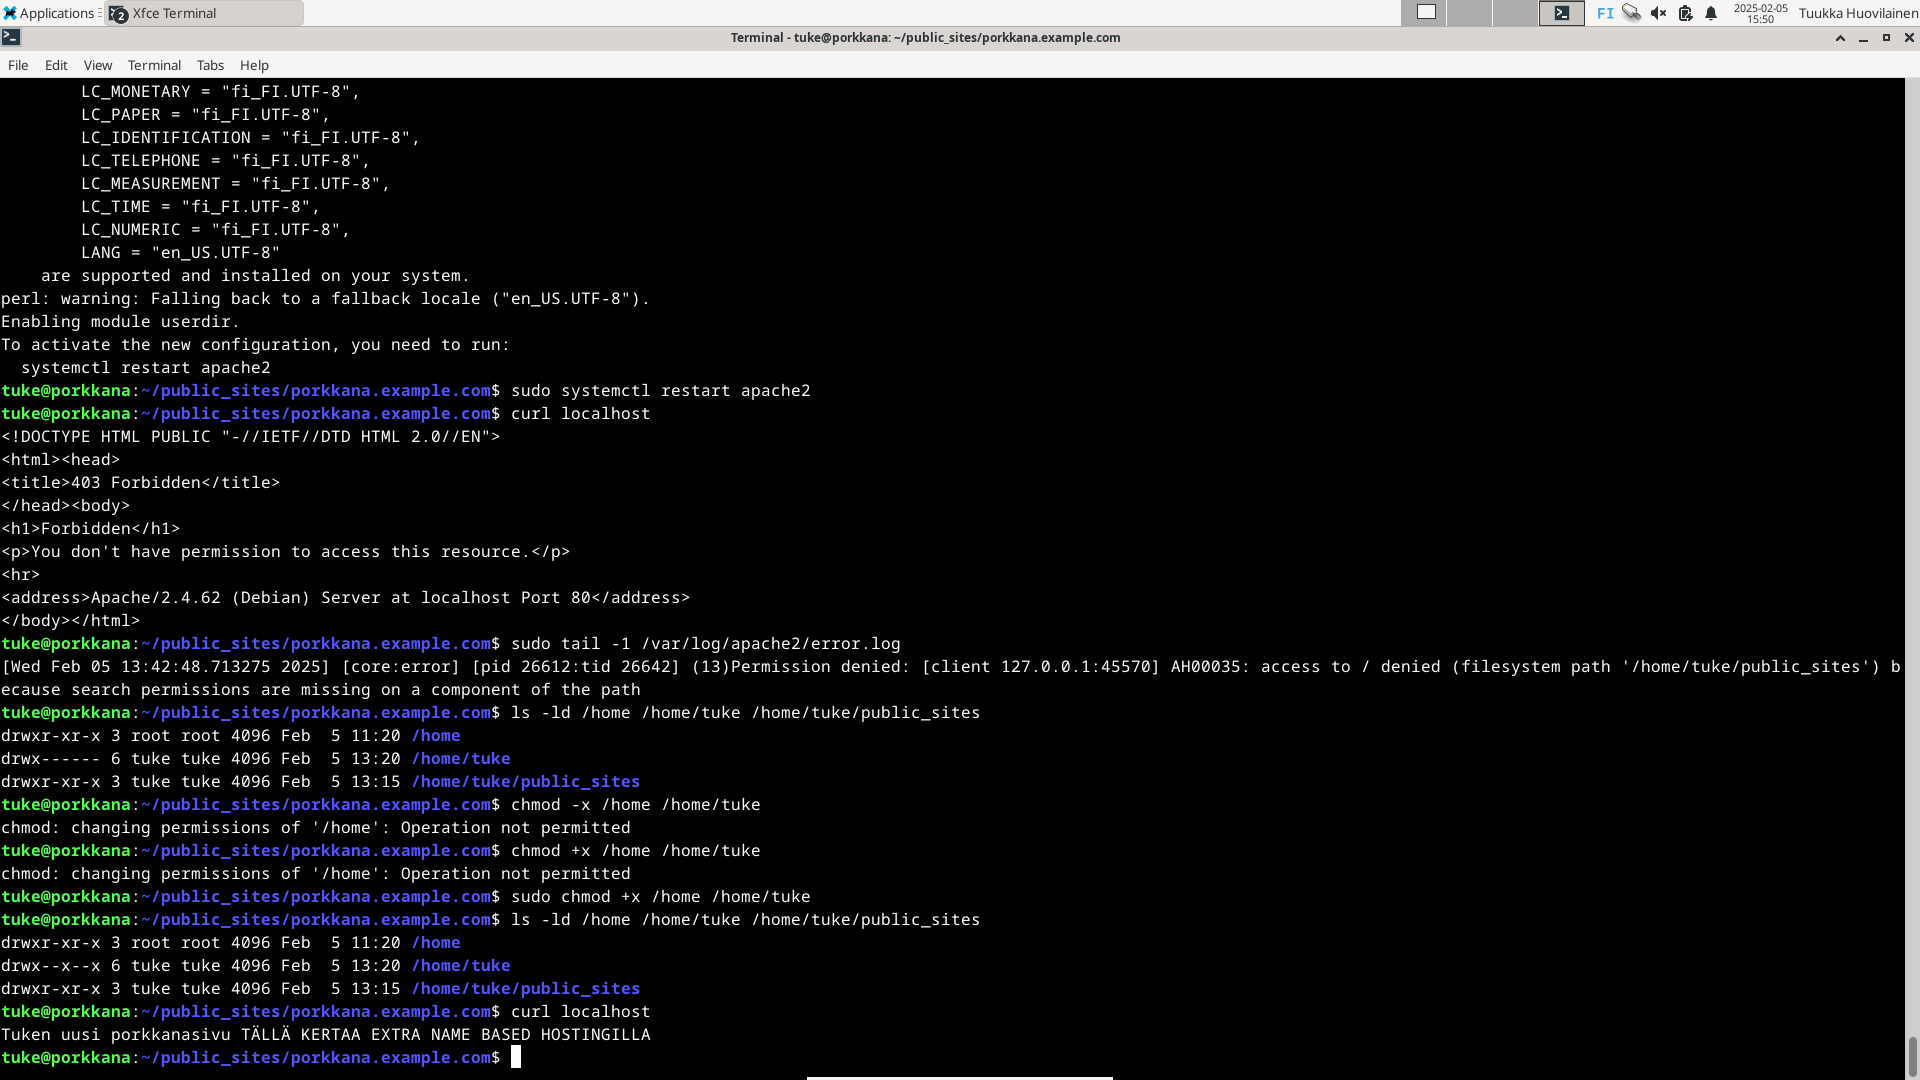 Applications
2 Xfce Terminal
FI
2025-02-05
15:50
Tuukka Huovilainen
Terminal - tuke@porkkana: ~/public_sites/porkkana.example.com
File Edit View Terminal Tabs Help
        LC_MONETARY = "fi_FI.UTF-8",
        LC_PAPER = "fi_FI.UTF-8",
        LC_IDENTIFICATION = "fi_FI.UTF-8",
        LC_TELEPHONE = "fi_FI.UTF-8",
        LC_MEASUREMENT = "fi_FI.UTF-8",
        LC_TIME = "fi_FI.UTF-8",
        LC_NUMERIC = "fi_FI.UTF-8",
        LANG = "en_US.UTF-8"
    are supported and installed on your system.
perl: warning: Falling back to a fallback locale ("en_US.UTF-8").
Enabling module userdir.
To activate the new configuration, you need to run:
  systemctl restart apache2
tuke@porkkana:~/public_sites/porkkana.example.com$ sudo systemctl restart apache2
tuke@porkkana:~/public_sites/porkkana.example.com$ curl localhost
<!DOCTYPE HTML PUBLIC "-//IETF//DTD HTML 2.0//EN">
<html><head>
<title>403 Forbidden</title>
</head><body>
<h1>Forbidden</h1>
<p>You don't have permission to access this resource.</p>
<hr>
<address>Apache/2.4.62 (Debian) Server at localhost Port 80</address>
</body></html>
tuke@porkkana:~/public_sites/porkkana.example.com$ sudo tail -1 /var/log/apache2/error.log
[Wed Feb 05 13:42:48.713275 2025] [core:error] [pid 26612:tid 26642] (13)Permission denied: [client 127.0.0.1:45570] AH00035: access to / denied (filesystem path '/home/tuke/public_sites') b
ecause search permissions are missing on a component of the path
tuke@porkkana:~/public_sites/porkkana.example.com$ ls -ld /home /home/tuke /home/tuke/public_sites
drwxr-xr-x 3 root root 4096 Feb  5 11:20 /home
drwx------ 6 tuke tuke 4096 Feb  5 13:20 /home/tuke
drwxr-xr-x 3 tuke tuke 4096 Feb  5 13:15 /home/tuke/public_sites
tuke@porkkana:~/public_sites/porkkana.example.com$ chmod -x /home /home/tuke
chmod: changing permissions of '/home': Operation not permitted
tuke@porkkana:~/public_sites/porkkana.example.com$ chmod +x /home /home/tuke
chmod: changing permissions of '/home': Operation not permitted
tuke@porkkana:~/public_sites/porkkana.example.com$ sudo chmod +x /home /home/tuke
tuke@porkkana:~/public_sites/porkkana.example.com$ ls -ld /home /home/tuke /home/tuke/public_sites
drwxr-xr-x 3 root root 4096 Feb  5 11:20 /home
drwx--x--x 6 tuke tuke 4096 Feb  5 13:20 /home/tuke
drwxr-xr-x 3 tuke tuke 4096 Feb  5 13:15 /home/tuke/public_sites
tuke@porkkana:~/public_sites/porkkana.example.com$ curl localhost
Tuken uusi porkkanasivu TÄLLÄ KERTAA EXTRA NAME BASED HOSTINGILLA
tuke@porkkana:~/public_sites/porkkana.example.com$